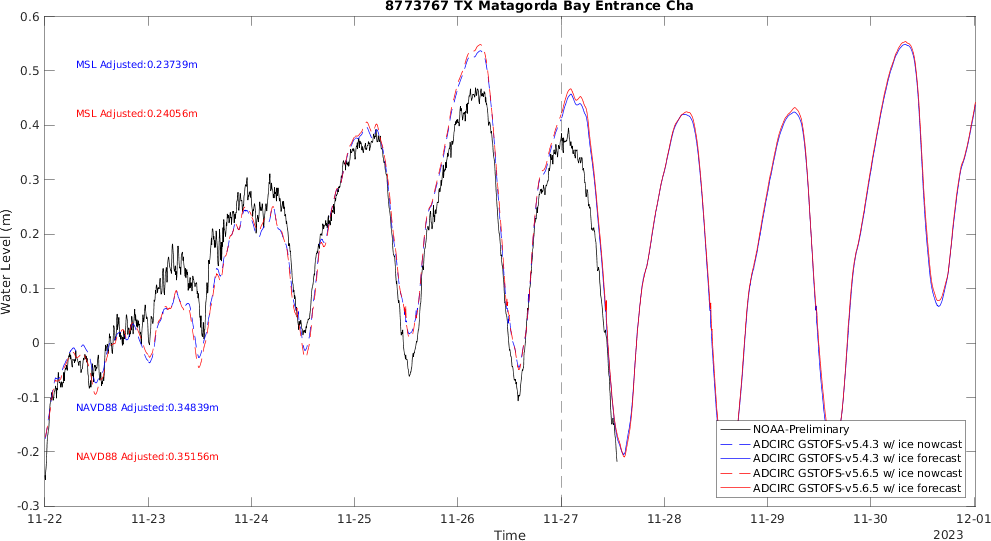 8773767 TX Matagorda Bay Entrance Cha
0.6
0.5
0.4
0.3
0.2
0.1
0
-0.1
-0.2
-0.3
Water Level (m)
MSL Adjusted:0.23739m
MSL Adjusted:0.24056m
NAVD88 Adjusted:0.34839m
NAVD88 Adjusted:0.35156m
NOAA-Preliminary
ADCIRC GSTOFS-v5.4.3 w/ ice nowcast
ADCIRC GSTOFS-v5.4.3 w/ ice forecast
ADCIRC GSTOFS-v5.6.5 w/ ice nowcast
ADCIRC GSTOFS-v5.6.5 w/ ice forecast
11-22 11-23 11-24 11-25 11-26 11-27 11-28 11-29 11-30 12-01
Time
2023